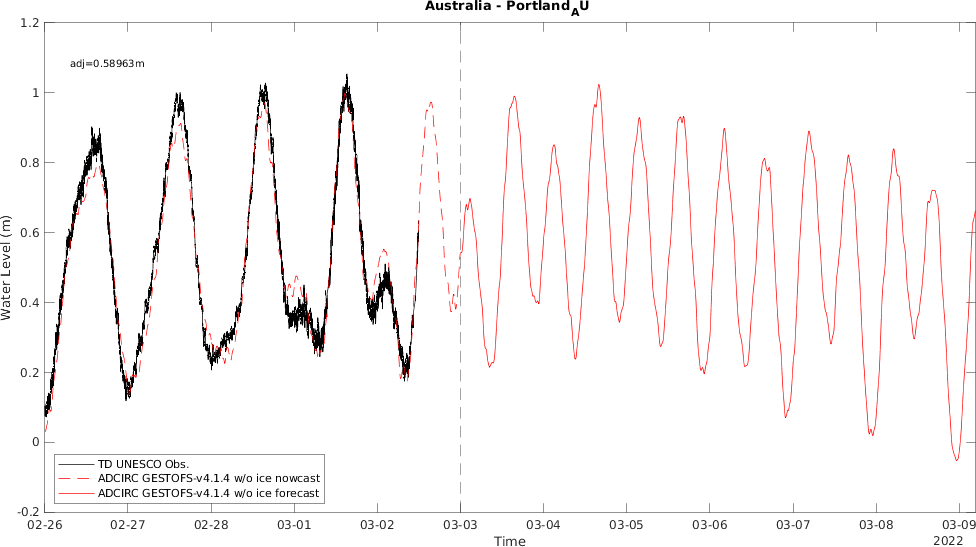 Australia - Portland_AU
1.2
adj=0.58963m
1
0.8
0.6
0.4
0.2
0
-0.2
Water Level (m)
TD UNESCO Obs.
ADCIRC GESTOFS-v4.1.4 w/o ice nowcast
ADCIRC GESTOFS-v4.1.4 w/o ice forecast
02-26 02-27 02-28 03-01 03-02 03-03 03-04 03-05 03-06 03-07 03-08 03-09
Time
2022